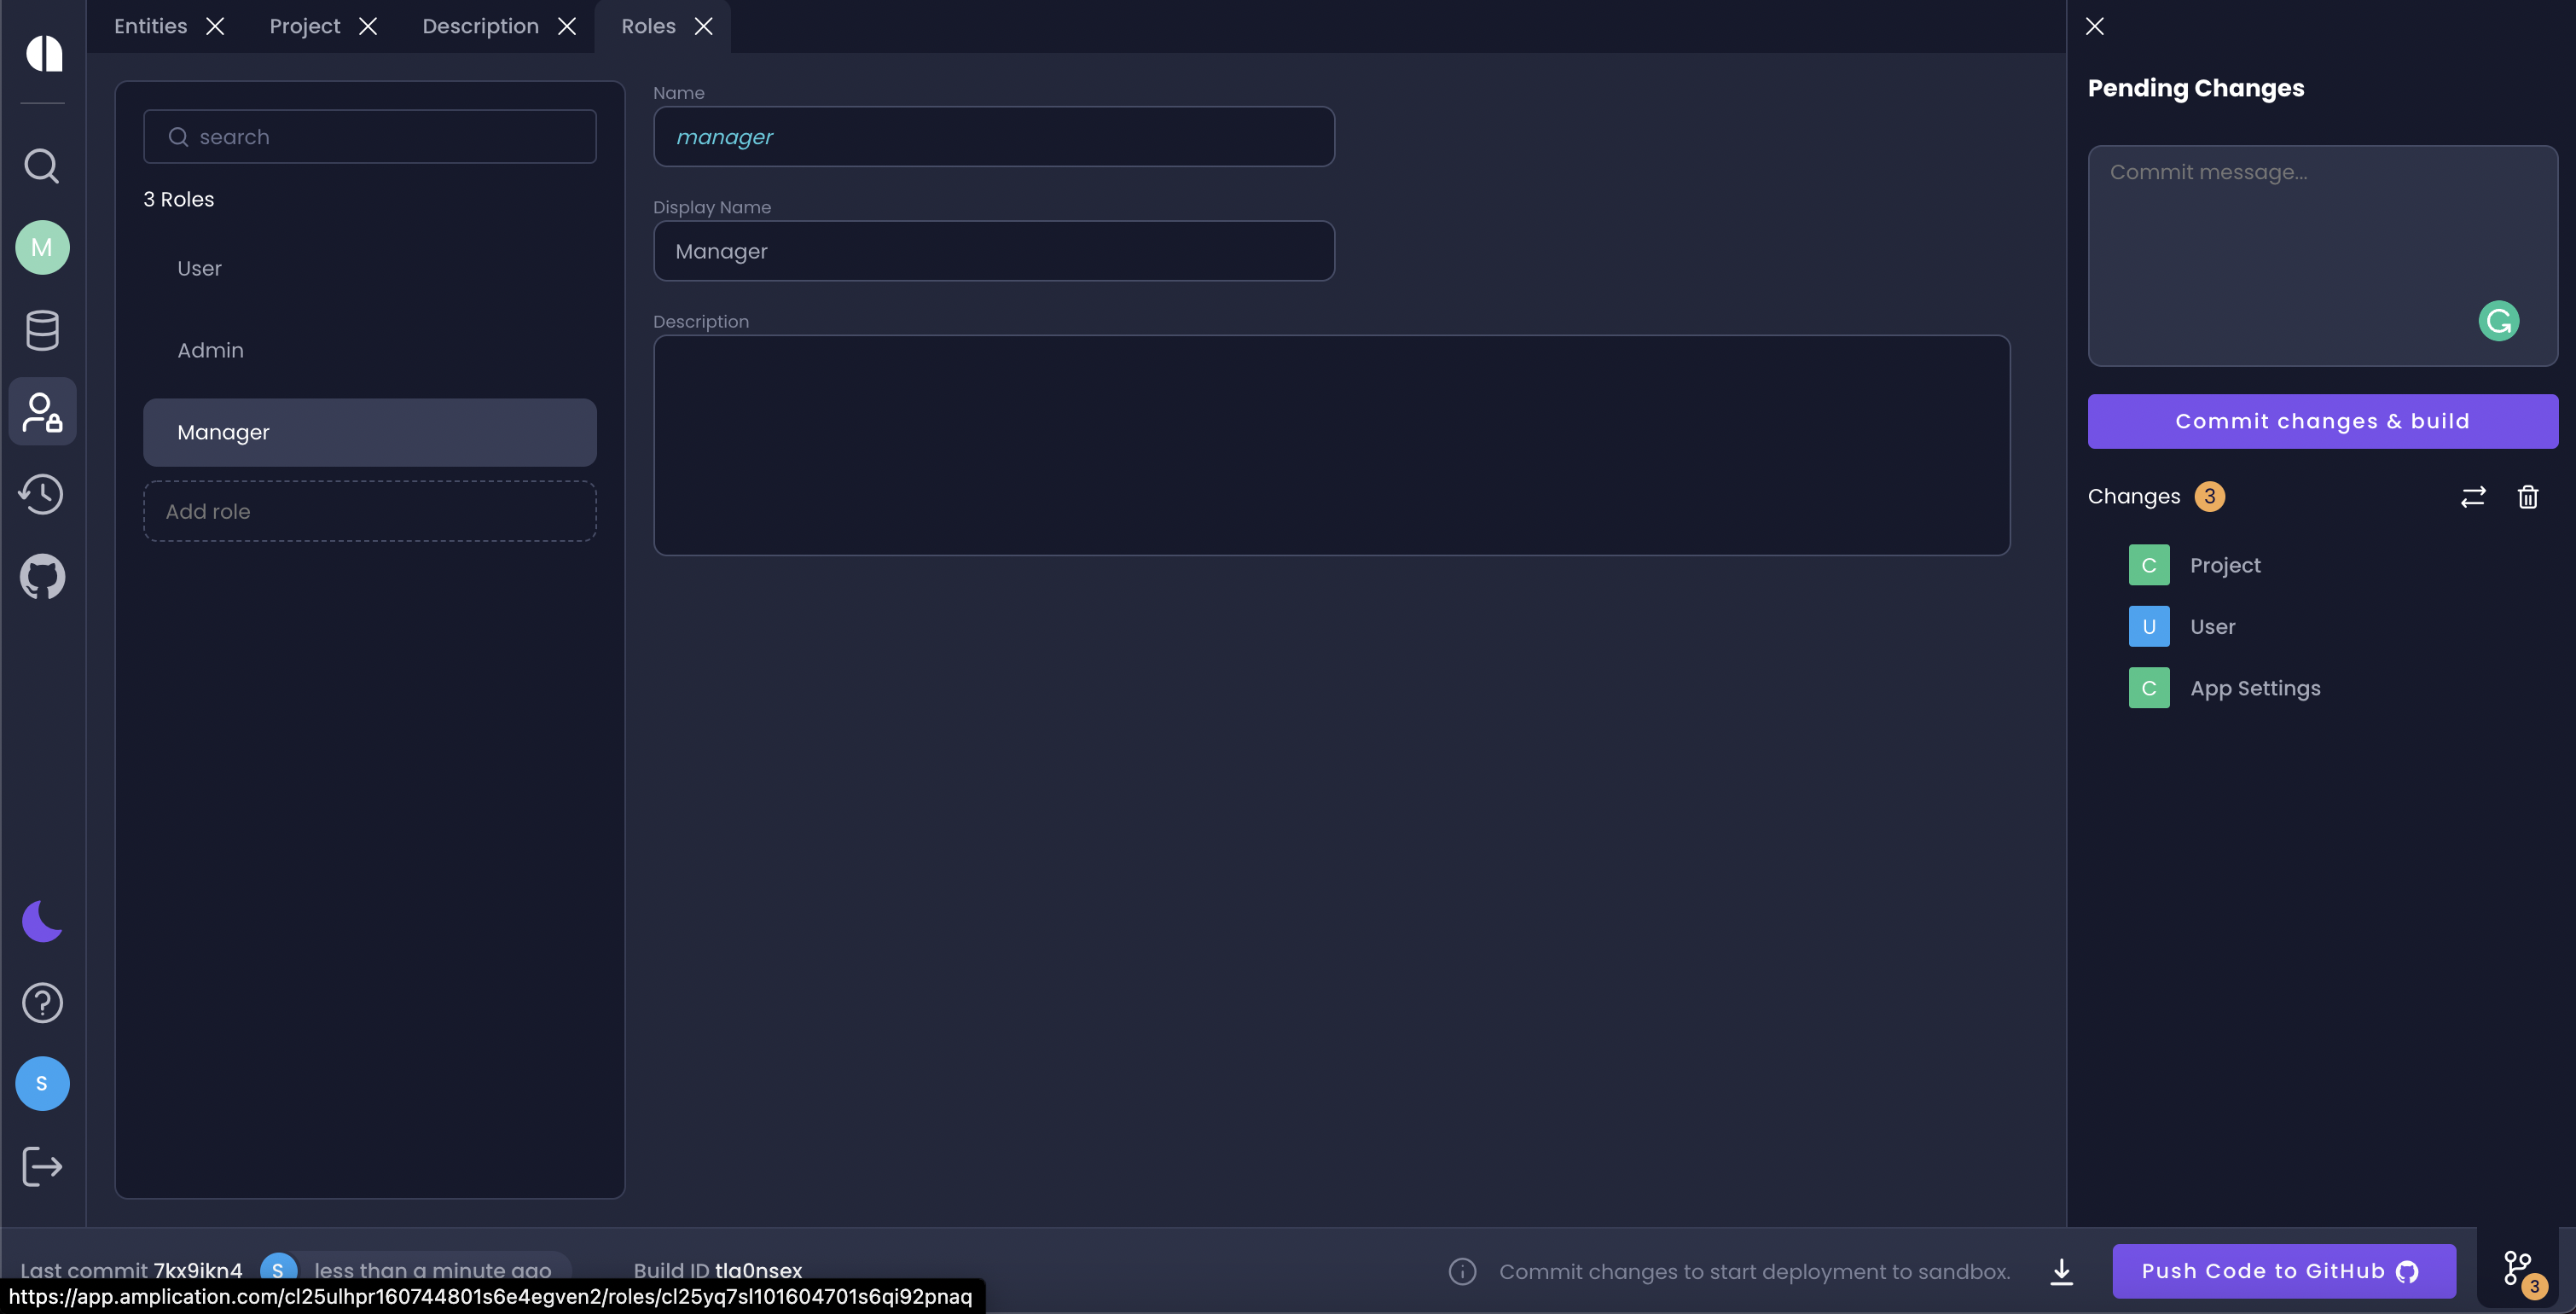 Entities
Project
Description
Roles
M
S
search
3 Roles
User
Admin
Manager
Add role
Name
manager
Display Name
Manager
Description
Pending Changes
Commit message...
Commit changes & build
Changes 3
C Project
U User
C App Settings
Last commit 7kx9ikn4 S less than a minute ago
Build ID tla0nsex
Commit changes to start deployment to sandbox.
Push Code to GitHub
3
https://app.amplication.com/cl25ulhpr160744801s6e4egven2/roles/cl25yq7sl101604701s6qi92pnaq